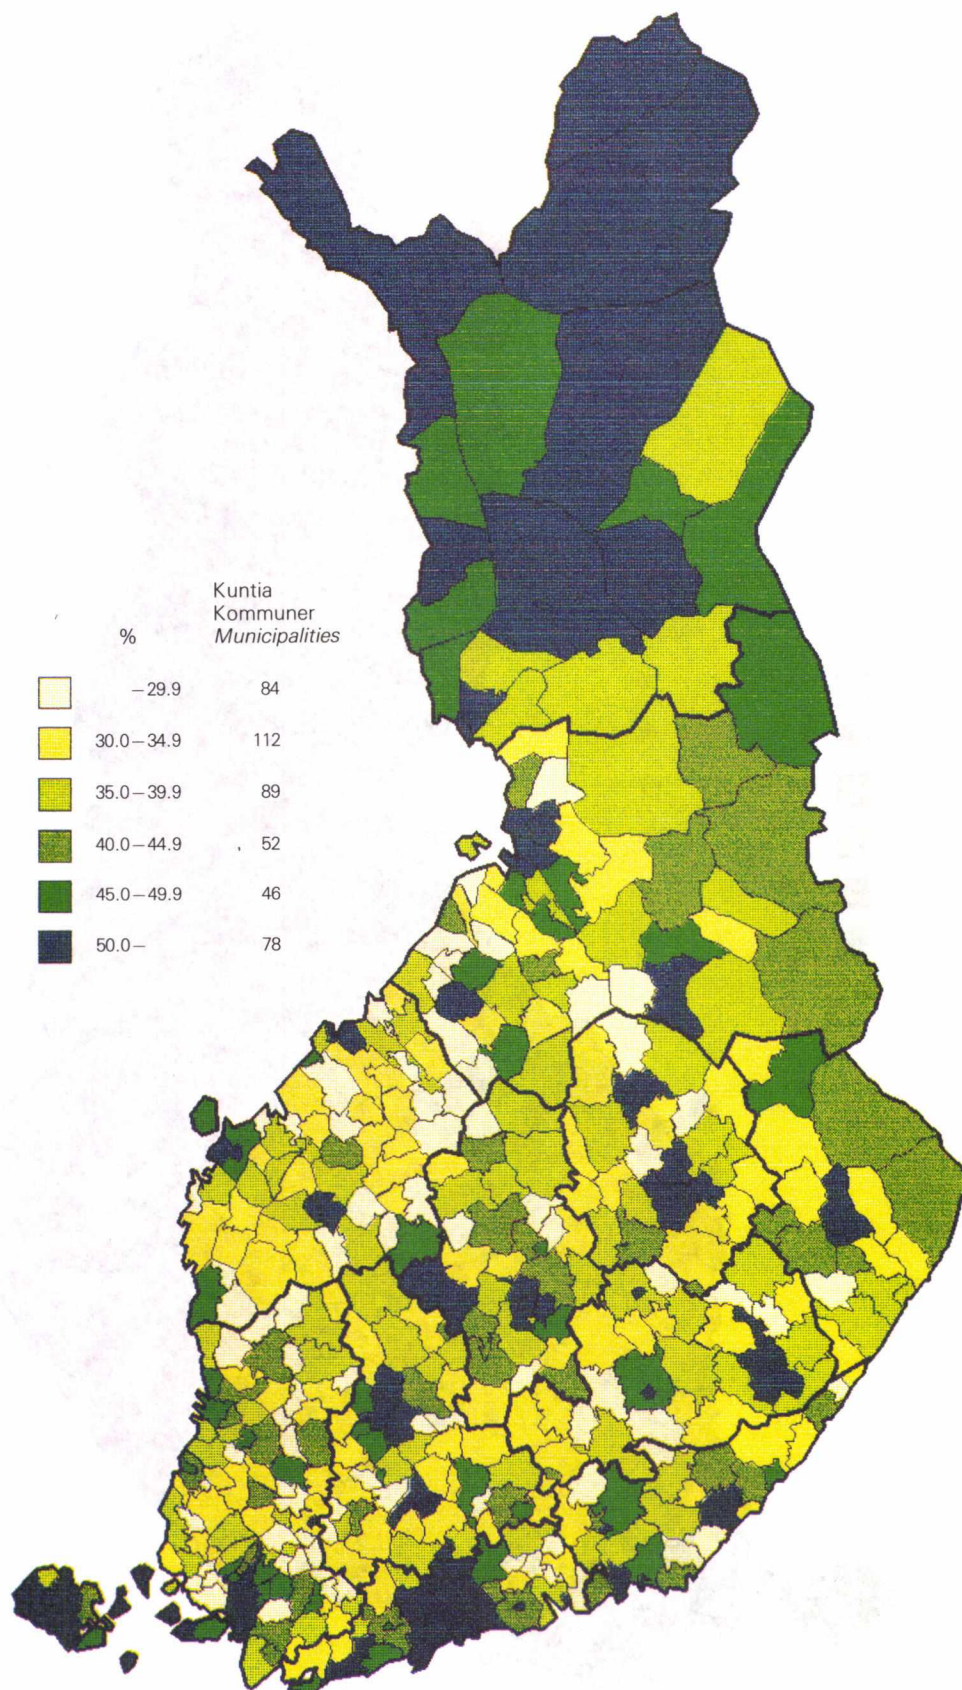 Kuntia
Kommuner
% Municipalities
–29.9 84
30.0–34.9 112
35.0–39.9 89
40.0–44.9 52
45.0–49.9 46
50.0– 78